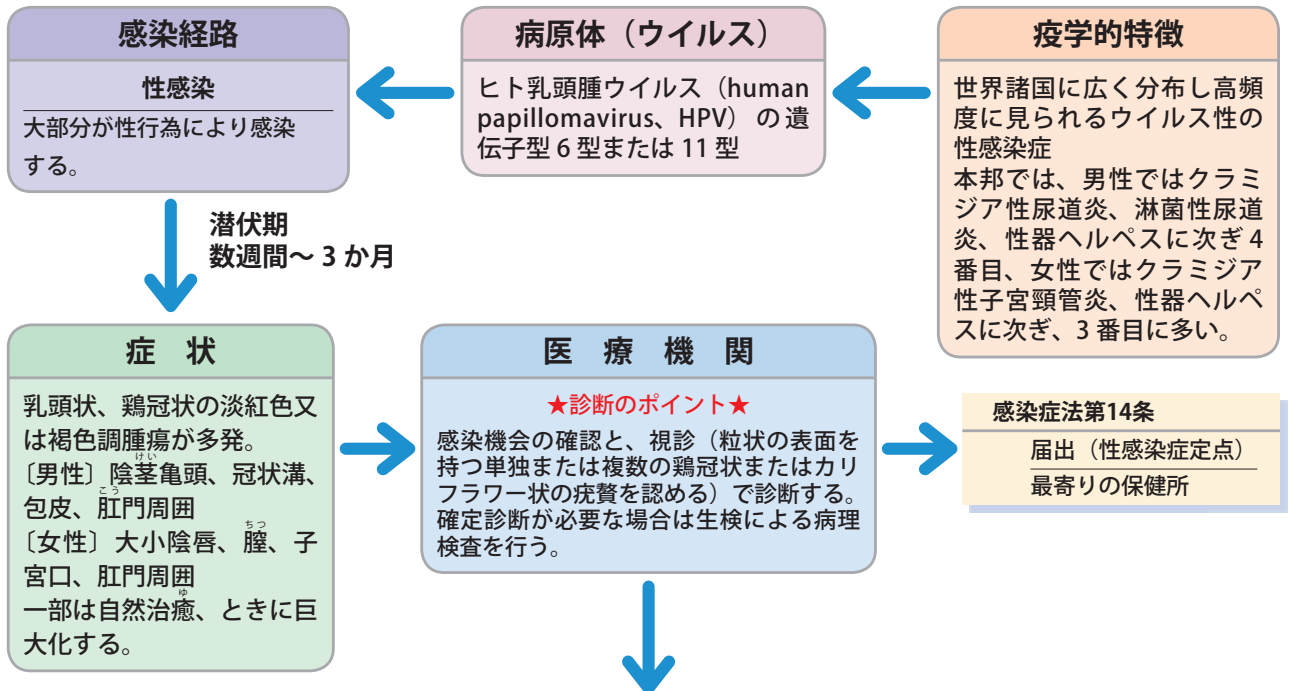 感染経路
性感染
大部分が性行為により感染
する。
病原体（ウイルス）
ヒト乳頭腫ウイルス（human
papillomavirus、HPV）の遺
伝子型 6 型または 11 型
疫学的特徴
世界諸国に広く分布し高頻
度に見られるウイルス性の
性感染症
本邦では、男性ではクラミ
ジア性尿道炎、淋菌性尿道
炎、性器ヘルペスに次ぎ 4
番目、女性ではクラミジア
性子宮頸管炎、性器ヘルペ
スに次ぎ、3 番目に多い。
潜伏期
数週間～ 3 か月
症　状
乳頭状、鶏冠状の淡紅色又
は褐色調腫瘍が多発。
けい
〔男性〕陰茎亀頭、冠状溝、
こう
包皮、肛門周囲
ちつ
〔女性〕大小陰唇、膣、子
宮口、肛門周囲
ゆ
一部は自然治癒、ときに巨
大化する。
医　療　機　関
★診断のポイント★
感染機会の確認と、視診（粒状の表面を
持つ単独または複数の鶏冠状またはカリ
フラワー状の疣贅を認める）で診断する。
確定診断が必要な場合は生検による病理
検査を行う。
感染症法第14条
届出（性感染症定点）
最寄りの保健所